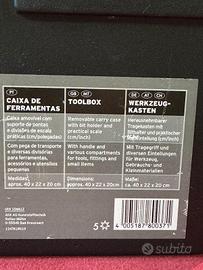 PT
CAIXA DE
FERRAMENTAS
Caixa amovível com
suporte de pontas
e divisões de escala
práticas (cm/polegadas)
Com pega de transporte
e diversas divisórias
para ferramentas,
acessórios e utensílios
pequenos
Medidas:
aprox. 40 x 22 x 20 cm
GB MT
TOOLBOX
Removable carry case
with bit holder and
practical scale
(cm/inch)
With handle and
various compartments
for tools, fittings and
small items
Dimensions:
approx. 40 x 22 x 20 cm
DE AT CH
WERKZEUG-
KASTEN
Herausnehmbarer
Tragekasten mit
Bithalter und praktischer
(cm/inch)
Mit Tragegriff und
diversen Einteilungen
für Werkzeug,
Gebrauchs- und
Kleinmaterialien
Maße:
ca. 40 x 22 x 20 cm
5
4 005187 800371
subito